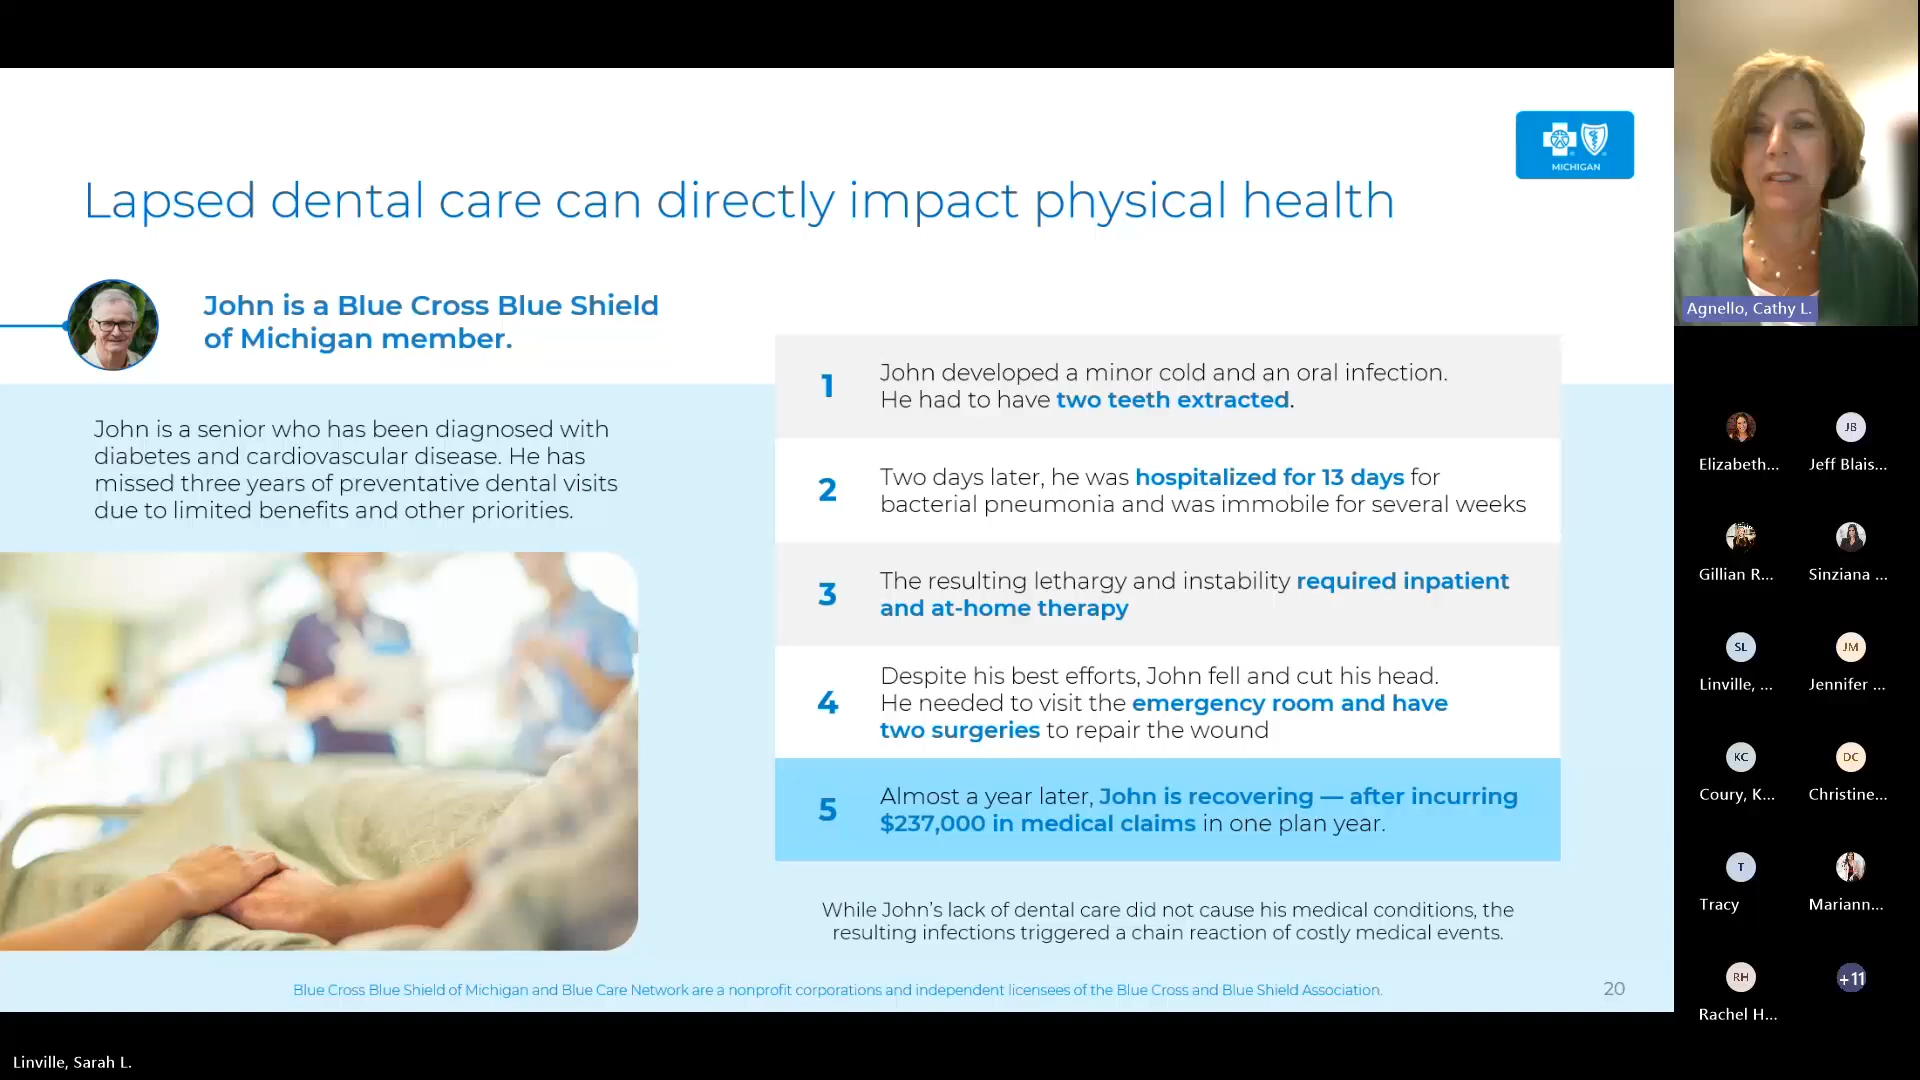 MICHIGAN
Lapsed dental care can directly impact physical health
John is a Blue Cross Blue Shield
of Michigan member.
John is a senior who has been diagnosed with
diabetes and cardiovascular disease. He has
missed three years of preventative dental visits
due to limited benefits and other priorities.
1
John developed a minor cold and an oral infection.
He had to have two teeth extracted.
2
Two days later, he was hospitalized for 13 days for
bacterial pneumonia and was immobile for several weeks
3
The resulting lethargy and instability required inpatient
and at-home therapy
4
Despite his best efforts, John fell and cut his head.
He needed to visit the emergency room and have
two surgeries to repair the wound
5
Almost a year later, John is recovering — after incurring
$237,000 in medical claims in one plan year.
While John's lack of dental care did not cause his medical conditions, the
resulting infections triggered a chain reaction of costly medical events.
Blue Cross Blue Shield of Michigan and Blue Care Network are a nonprofit corporations and independent licensees of the Blue Cross and Blue Shield Association.
20
Linville, Sarah L.
Agnello, Cathy L.
Elizabeth...
JB
Jeff Blais...
Gillian R...
Sinziana ...
SL
Linville, ...
JM
Jennifer ...
KC
Coury, K...
DC
Christine...
T
Tracy
Mariann...
RH
Rachel H...
+11